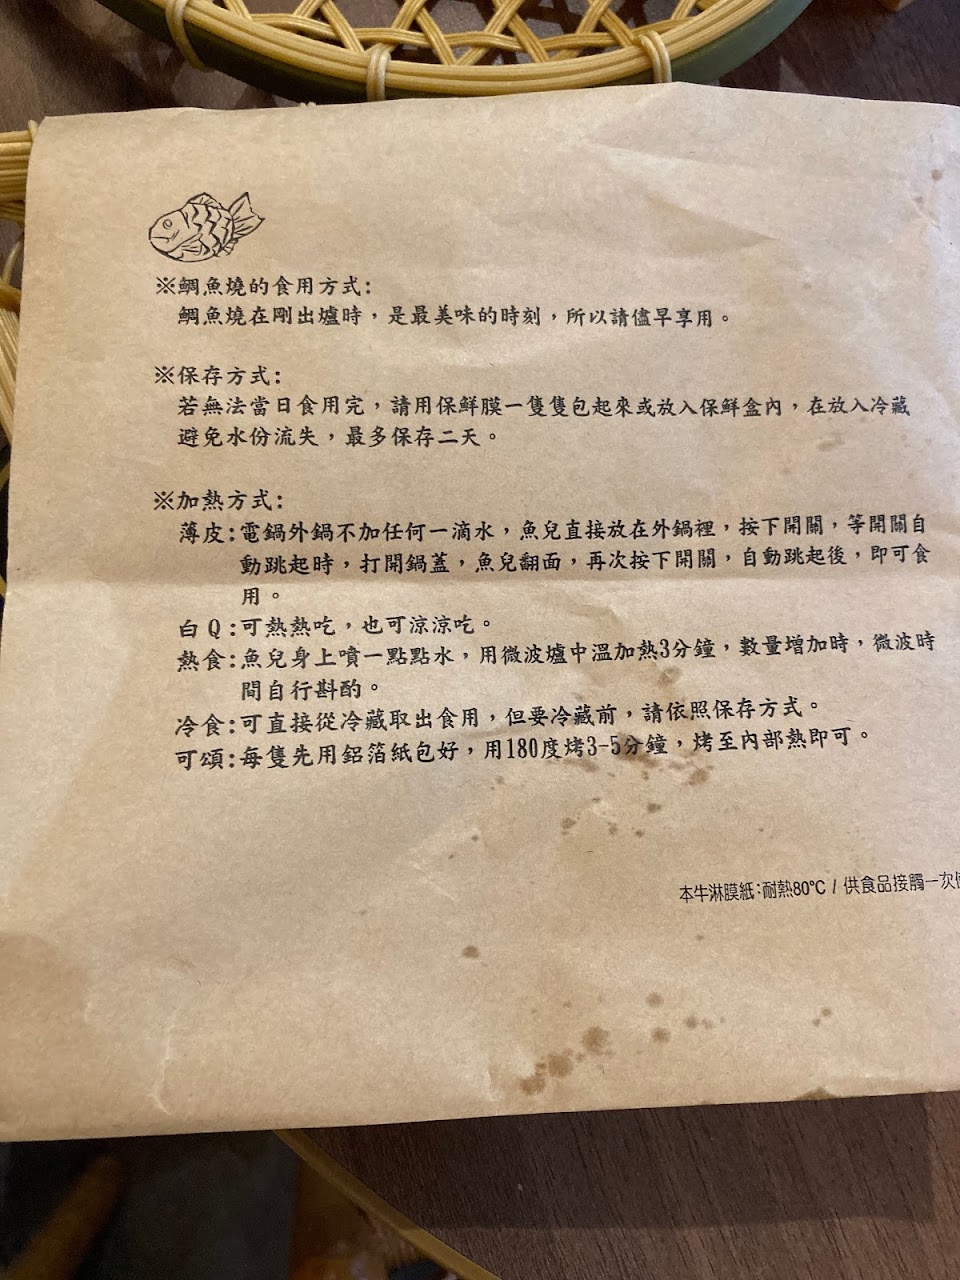 ※鯛魚燒的食用方式:
鯛魚燒在剛出爐時，是最美味的時刻，所以請儘早享用。
※保存方式:
若無法當日食用完，請用保鮮膜一隻隻包起來或放入保鮮盒內，在放入冷藏
避免水份流失，最多保存二天。
※加熱方式:
薄皮:電鍋外鍋不加任何一滴水，魚兒直接放在外鍋裡，按下開關，等開關自
動跳起時，打開鍋蓋，魚兒翻面，再次按下開關，自動跳起後，即可食
用。
白Q:可熱熱吃，也可涼涼吃。
熱食:魚兒身上噴一點點水，用微波爐中溫加熱3分鐘，數量增加時，微波時
間自行斟酌。
冷食:可直接從冷藏取出食用，但要冷藏前，請依照保存方式。
可頌:每隻先用鋁箔紙包好，用180度烤3-5分鐘，烤至內部熱即可。
本牛淋膜紙:耐熱80°C / 供食品接觸一次